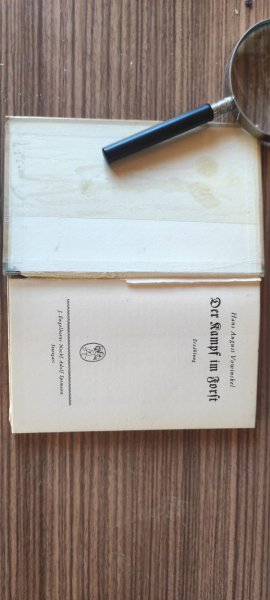 Hans August Vowinckel
Der Kampf im Forst
Erzählung
J. Engelhorns Nachf. Adolf Spemann
Stuttgart